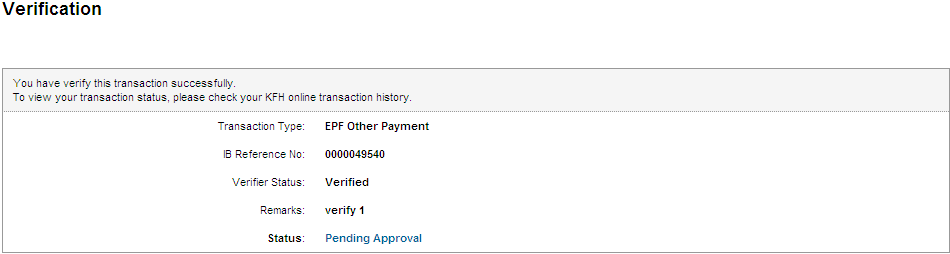 Verification
You have verify this transaction successfully.
To view your transaction status, please check your KFH online transaction history.
Transaction Type: EPF Other Payment
IB Reference No: 0000049540
Verifier Status: Verified
Remarks: verify 1
Status: Pending Approval